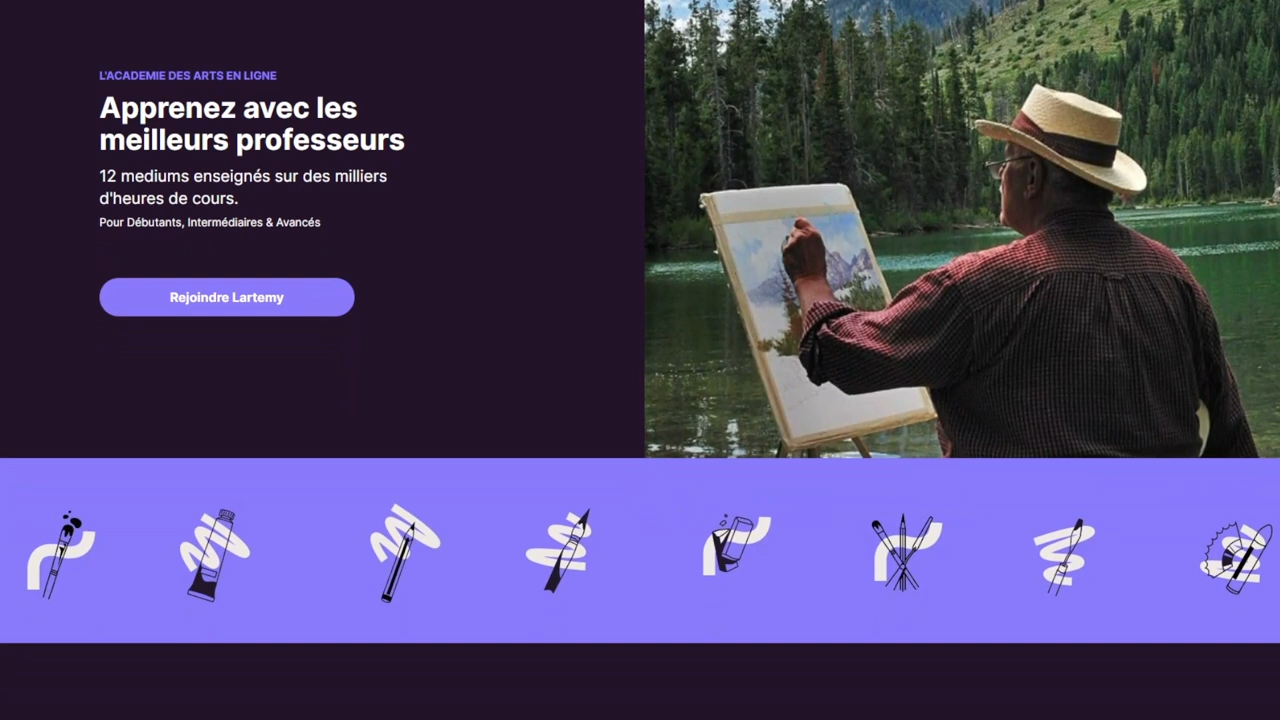 L'ACADEMIE DES ARTS EN LIGNE
Apprenez avec les
meilleurs professeurs
12 mediums enseignés sur des milliers
d'heures de cours.
Pour Débutants, Intermédiaires & Avancés
Rejoindre Lartemy